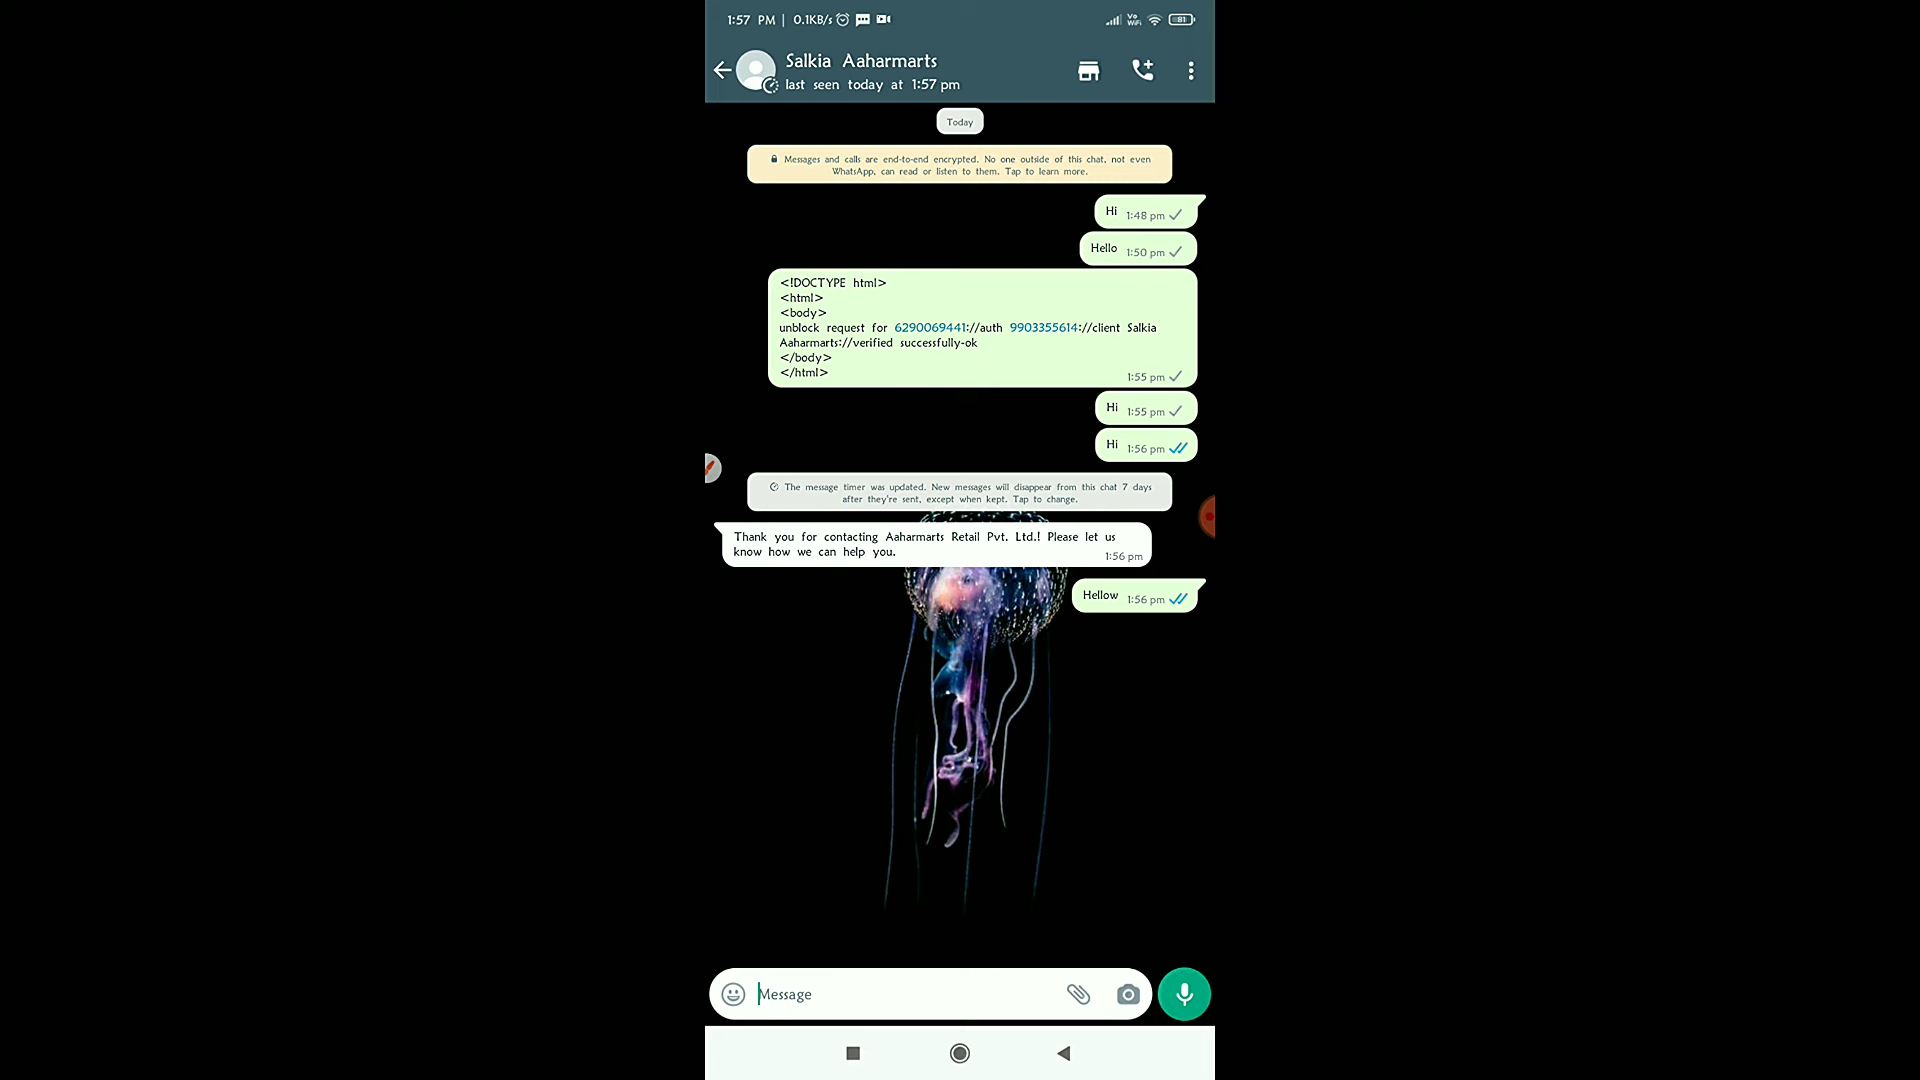 1:57 PM | 0.1KB/s
Vo WiFi
81
Salkia Aaharmarts
last seen today at 1:57 pm
Today
Messages and calls are end-to-end encrypted. No one outside of this chat, not even
WhatsApp, can read or listen to them. Tap to learn more.
Hi 1:48 pm
Hello 1:50 pm
<!DOCTYPE html>
<html>
<body>
unblock request for 6290069441://auth 9903355614://client Salkia
Aaharmarts://verified successfully-ok
</body>
</html>
1:55 pm
Hi 1:55 pm
Hi 1:56 pm
The message timer was updated. New messages will disappear from this chat 7 days
after they're sent, except when kept. Tap to change.
Thank you for contacting Aaharmarts Retail Pvt. Ltd.! Please let us
know how we can help you.
1:56 pm
Hellow 1:56 pm
Message